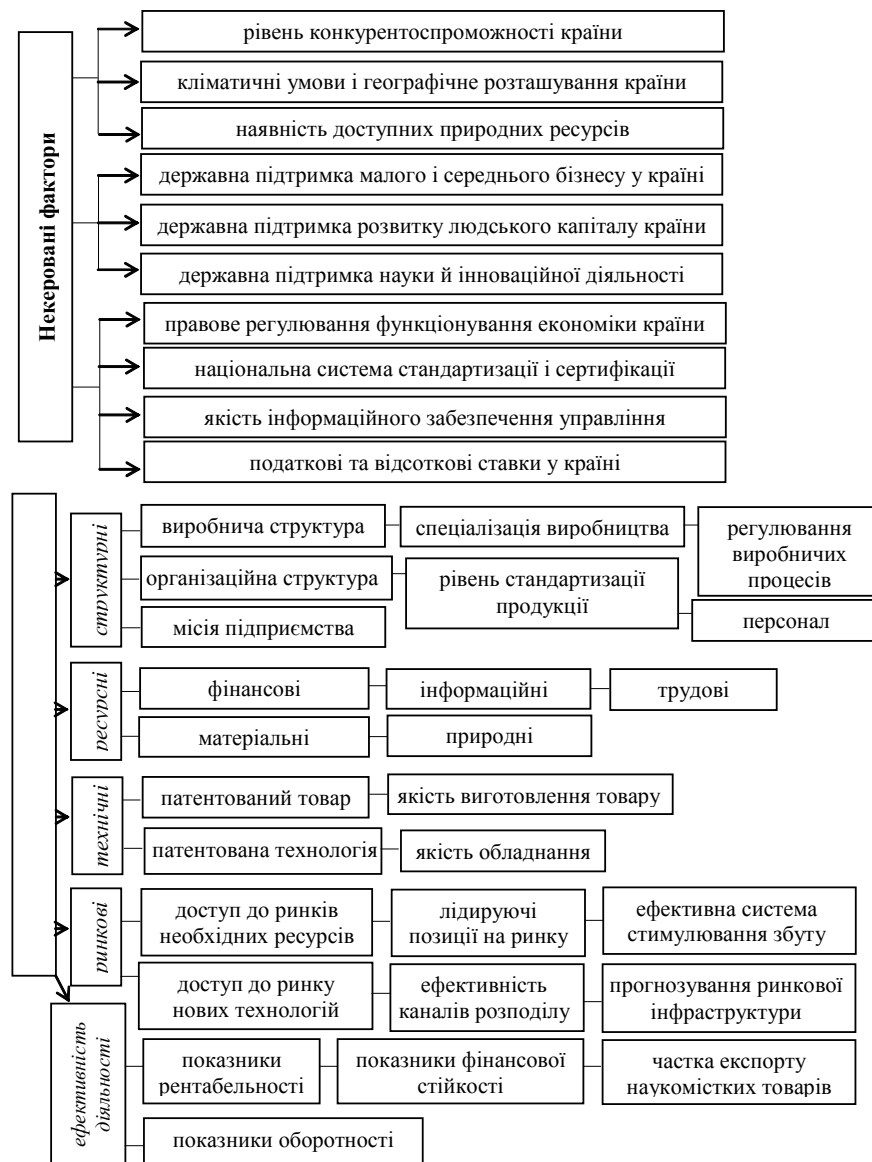 Некеровані фактори
рівень конкурентоспроможності країни
кліматичні умови і географічне розташування країни
наявність доступних природних ресурсів
державна підтримка малого і середнього бізнесу у країні
державна підтримка розвитку людського капіталу країни
державна підтримка науки й інноваційної діяльності
правове регулювання функціонування економіки країни
національна система стандартизації і сертифікації
якість інформаційного забезпечення управління
податкові та відсоткові ставки у країні
структурні
виробнича структура
спеціалізація виробництва
регулювання
виробничих
процесів
організаційна структура
рівень стандартизації
продукції
місія підприємства
персонал
ресурсні
фінансові
інформаційні
трудові
матеріальні
природні
технічні
патентований товар
якість виготовлення товару
патентована технологія
якість обладнання
ринкові
доступ до ринків
необхідних ресурсів
лідируючі
позиції на ринку
ефективна система
стимулювання збуту
доступ до ринку
нових технологій
ефективність
каналів розподілу
прогнозування ринкової
інфраструктури
ефективність
діяльності
показники
рентабельності
показники фінансової
стійкості
частка експорту
наукомістких товарів
показники оборотності